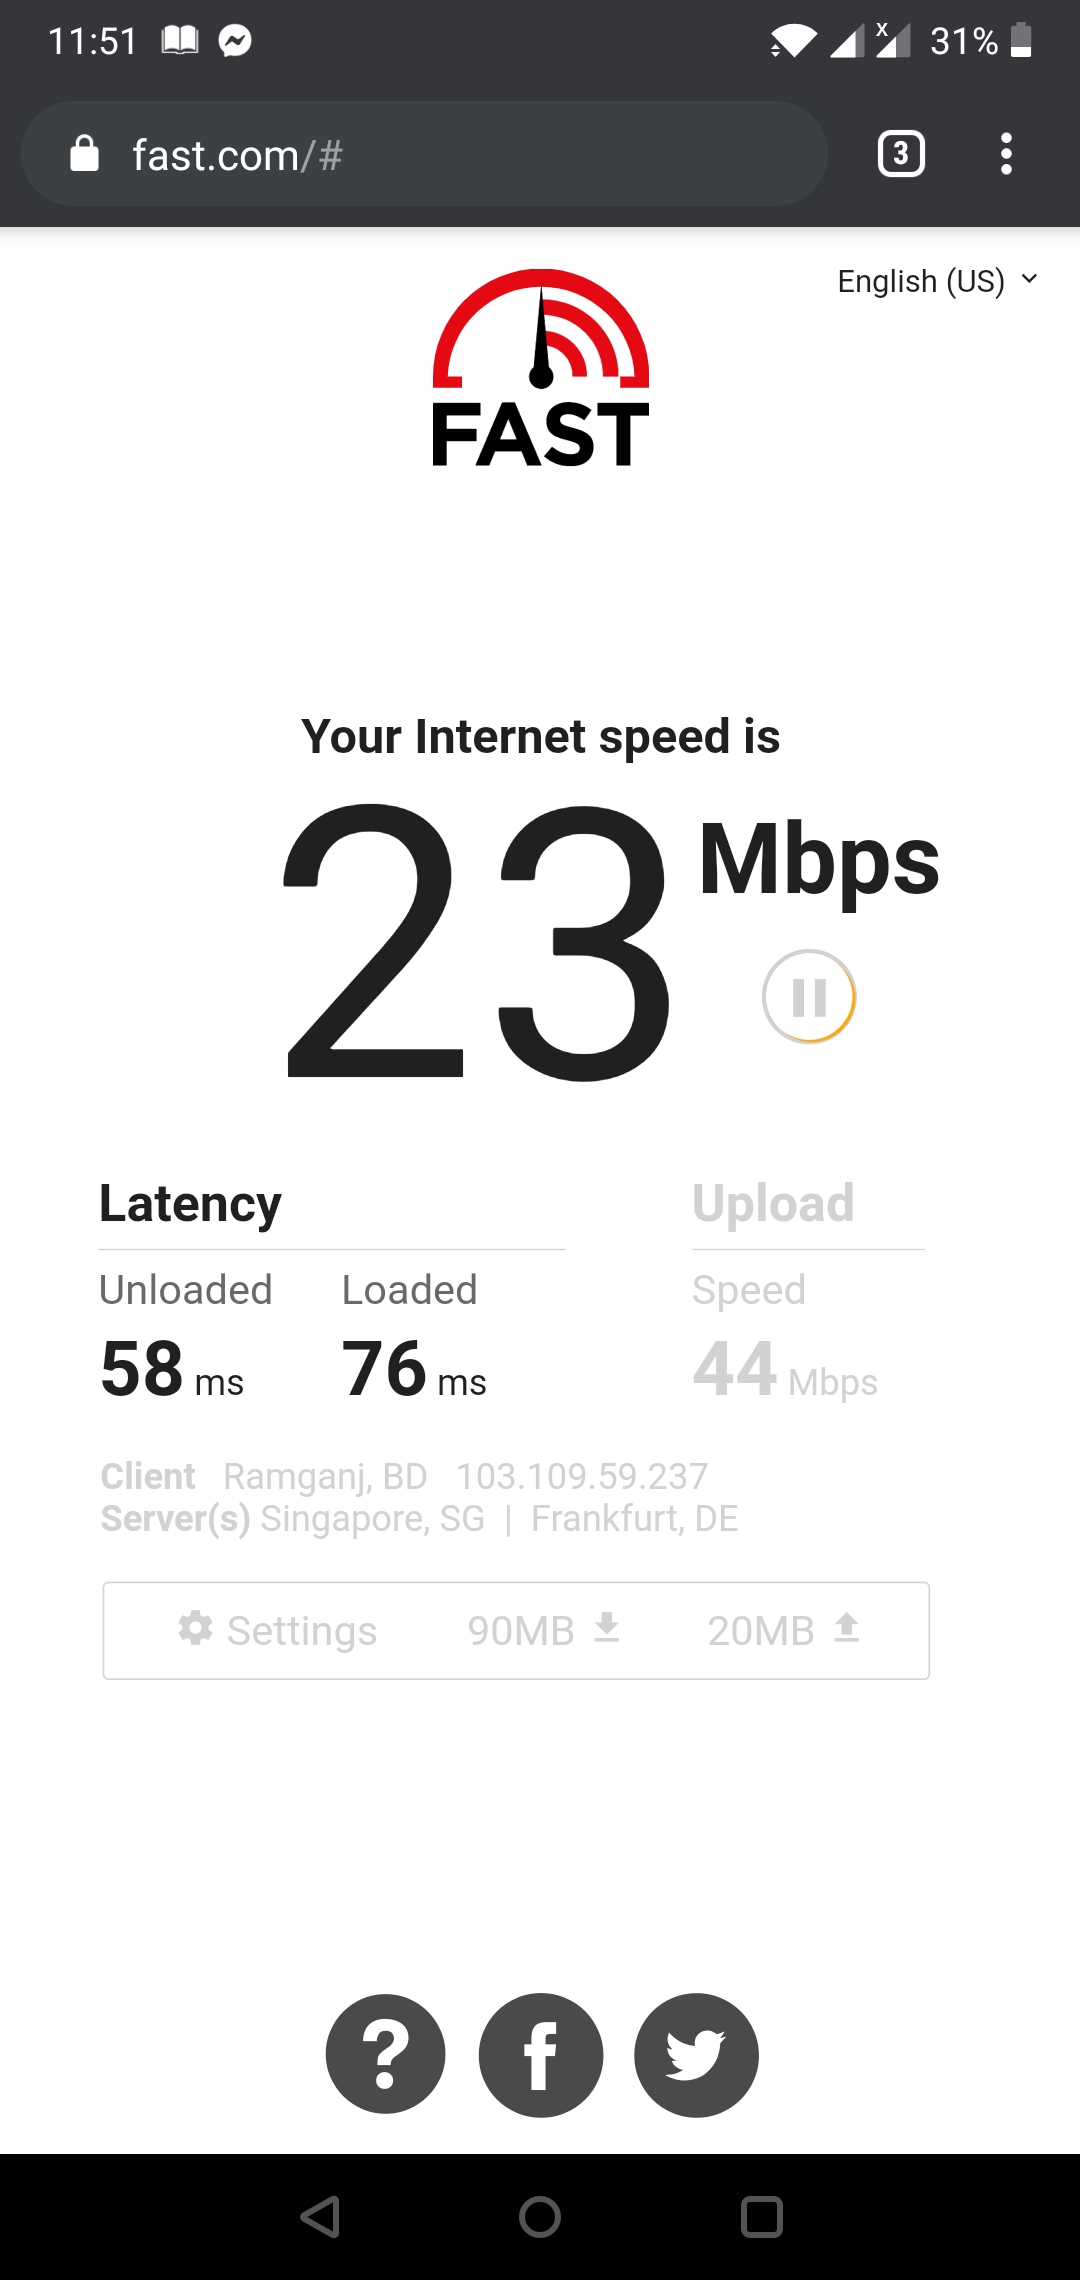 11:51 31%
fast.com/# 3
English (US)
FAST
Your Internet speed is
23 Mbps
Latency Upload
Unloaded Loaded Speed
58 ms 76 ms 44 Mbps
Client Ramganj, BD 103.109.59.237
Server(s) Singapore, SG | Frankfurt, DE
Settings 90MB 20MB